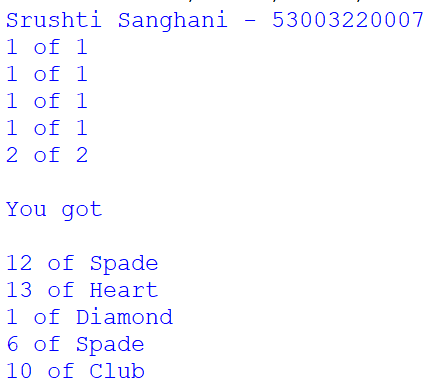 Srushti Sanghani - 53003220007
1 of 1
1 of 1
1 of 1
1 of 1
2 of 2
You got
12 of Spade
13 of Heart
1 of Diamond
6 of Spade
10 of Club